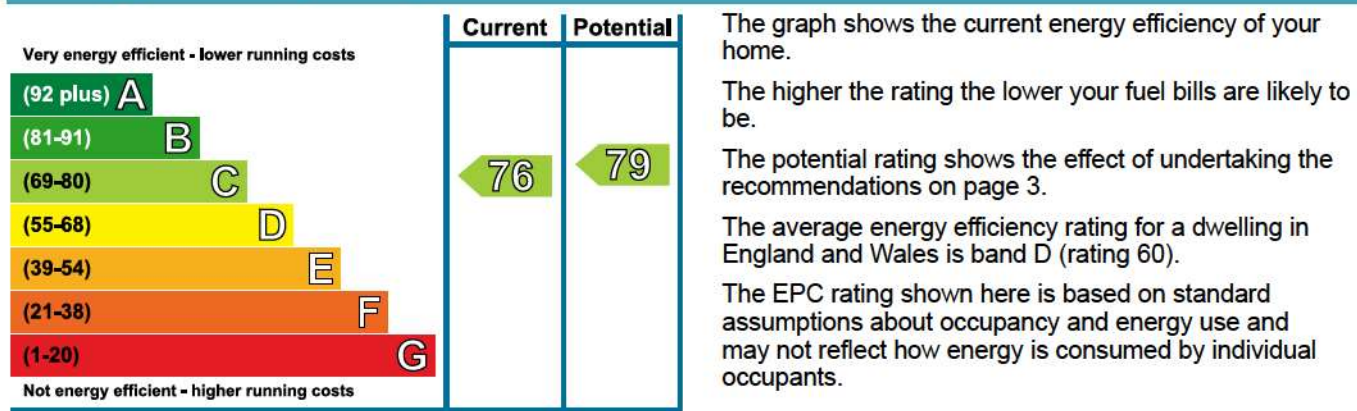 Current Potential
Very energy efficient - lower running costs
(92 plus) A
(81-91) B
(69-80) C
(55-68) D
(39-54) E
(21-38) F
(1-20) G
Not energy efficient - higher running costs
76
79
The graph shows the current energy efficiency of your
home.
The higher the rating the lower your fuel bills are likely to
be.
The potential rating shows the effect of undertaking the
recommendations on page 3.
The average energy efficiency rating for a dwelling in
England and Wales is band D (rating 60).
The EPC rating shown here is based on standard
assumptions about occupancy and energy use and
may not reflect how energy is consumed by individual
occupants.